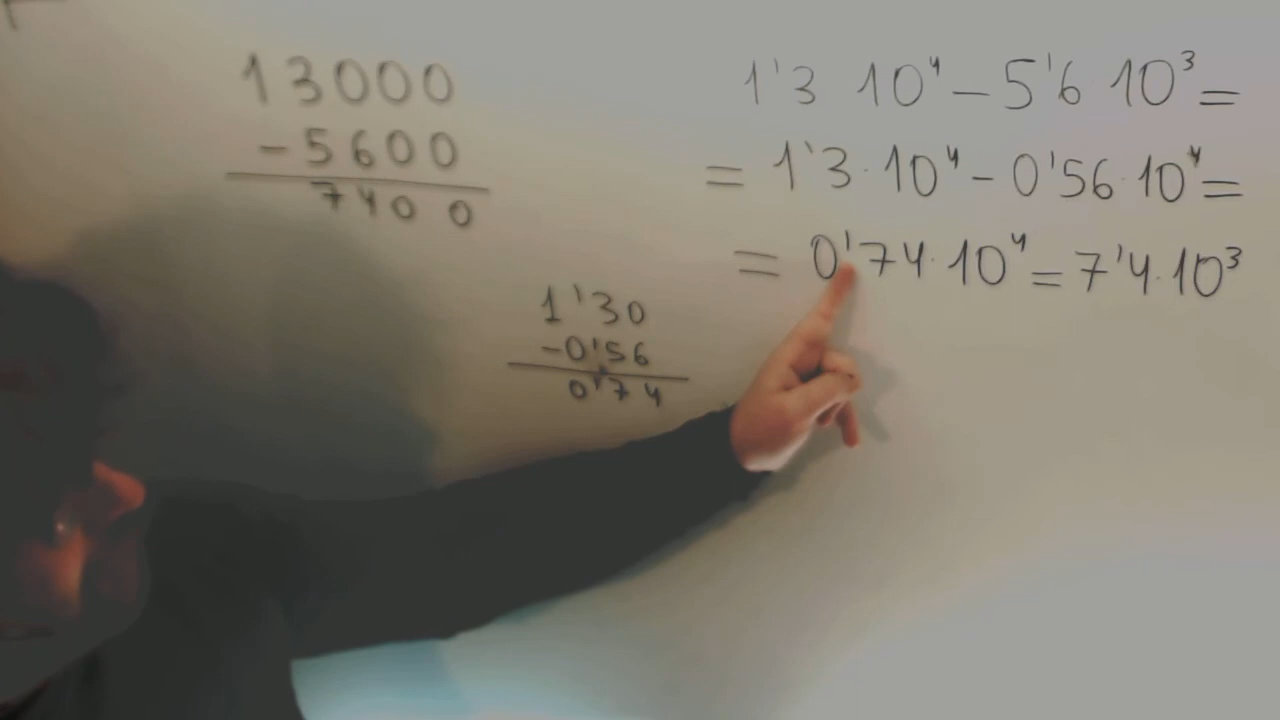 13000
-5600
7400
1'3 10⁴ - 5'6 10³ =
= 1'3 · 10⁴ - 0'56 · 10⁴ =
= 0'74 · 10⁴ = 7'4 · 10³
1'30
-0'56
0'74